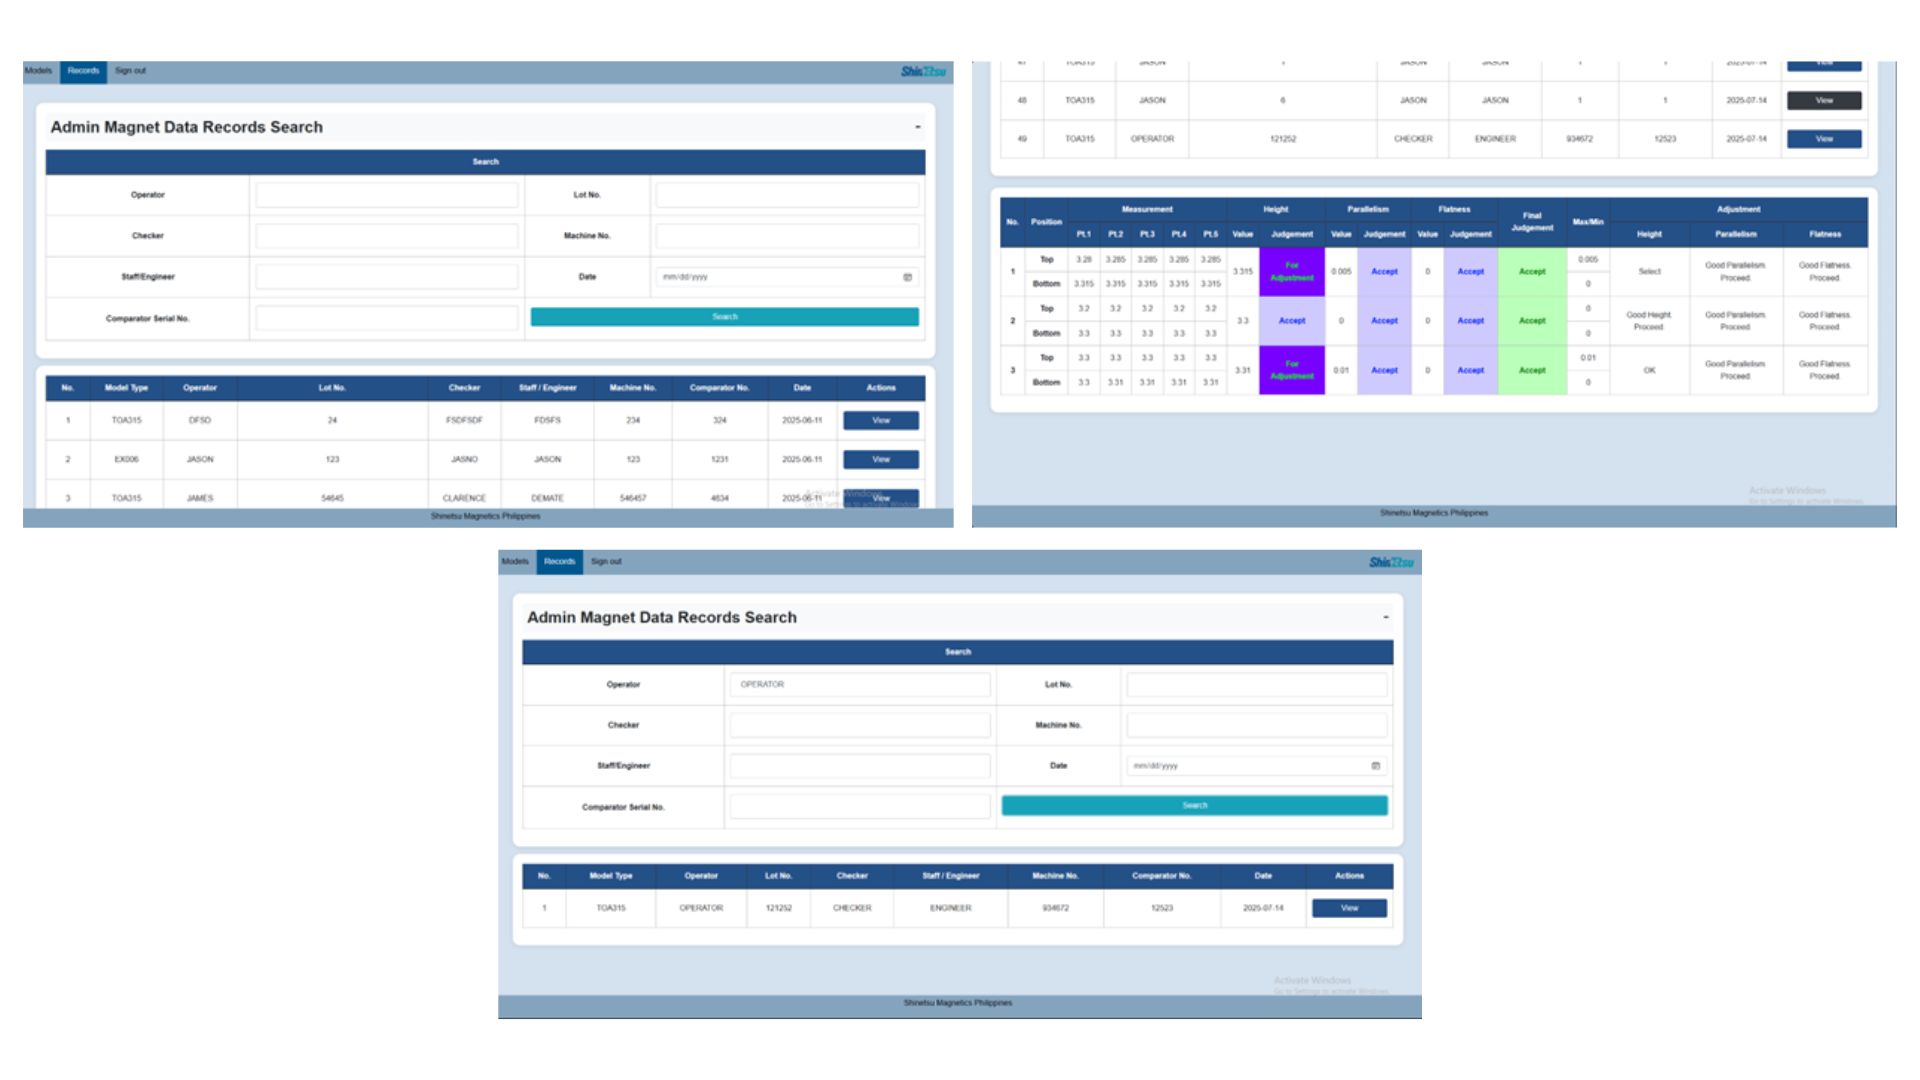 Models Records Sign out ShinEtsu
Admin Magnet Data Records Search -
Search
Operator Lot No.
Checker Machine No.
Staff/Engineer Date mm/dd/yyyy
Comparator Serial No. Search
No. Model Type Operator Lot No. Checker Staff / Engineer Machine No. Comparator No. Date Actions
1 TOA315 DFSD 24 FSDFSDF FDSFS 234 324 2025-06-11 View
2 EX006 JASON 123 JASNO JASON 123 1231 2025-06-11 View
3 TOA315 JAMES 54645 CLARENCE DEMATE 546457 4634 2025-06-11 View
Activate Windows
Go to Settings to activate Windows.
Shinetsu Magnetics Philippines
47 TOA315 JASON 1 JASON JASON 1 1 2025-07-14 View
48 TOA315 JASON 6 JASON JASON 1 1 2025-07-14 View
49 TOA315 OPERATOR 121252 CHECKER ENGINEER 934672 12523 2025-07-14 View
No. Position Measurement Height Parallelism Flatness Final Judgement Max/Min Adjustment
Pt.1 Pt.2 Pt.3 Pt.4 Pt.5 Value Judgement Value Judgement Value Judgement Height Parallelism Flatness
1 Top 3.28 3.285 3.285 3.285 3.285 3.315 For Adjustment 0.005 Accept 0 Accept Accept 0.005 Select Good Parallelism. Proceed. Good Flatness. Proceed.
Bottom 3.315 3.315 3.315 3.315 3.315 0
2 Top 3.2 3.2 3.2 3.2 3.2 3.3 Accept 0 Accept 0 Accept Accept 0 Good Height. Proceed. Good Parallelism. Proceed. Good Flatness. Proceed.
Bottom 3.3 3.3 3.3 3.3 3.3 0
3 Top 3.3 3.3 3.3 3.3 3.3 3.31 For Adjustment 0.01 Accept 0 Accept Accept 0.01 OK Good Parallelism. Proceed. Good Flatness. Proceed.
Bottom 3.3 3.31 3.31 3.31 3.31 0
Activate Windows
Go to Settings to activate Windows.
Shinetsu Magnetics Philippines
Models Records Sign out ShinEtsu
Admin Magnet Data Records Search -
Search
Operator OPERATOR Lot No.
Checker Machine No.
Staff/Engineer Date mm/dd/yyyy
Comparator Serial No. Search
No. Model Type Operator Lot No. Checker Staff / Engineer Machine No. Comparator No. Date Actions
1 TOA315 OPERATOR 121252 CHECKER ENGINEER 934672 12523 2025-07-14 View
Activate Windows
Go to Settings to activate Windows.
Shinetsu Magnetics Philippines